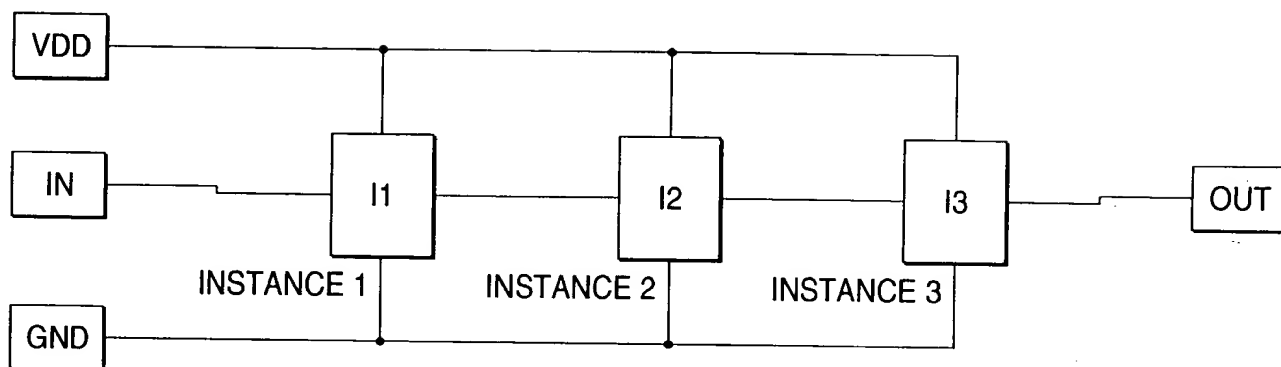 VDD
IN
I1
I2
I3
OUT
INSTANCE 1
INSTANCE 2
INSTANCE 3
GND